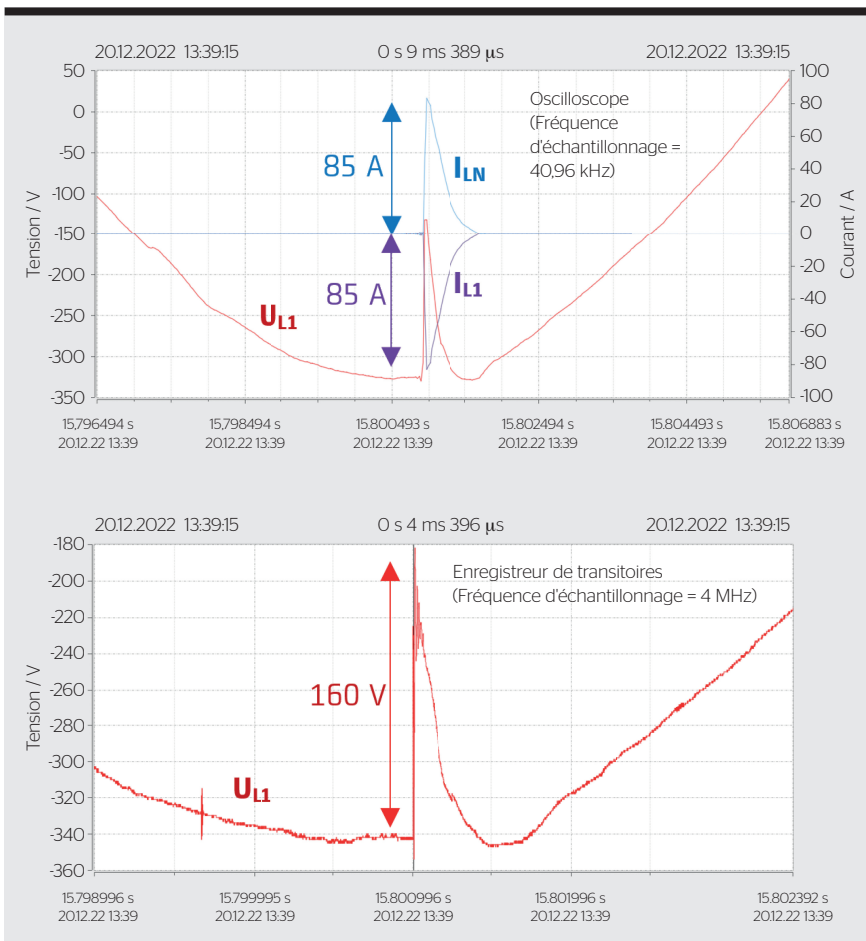 20.12.2022 13:39:15 0 s 9 ms 389 µs 20.12.2022 13:39:15
50
0
-50
-100
-150
-200
-250
-300
-350
Tension / V
100
80
60
40
20
0
-20
-40
-60
-80
-100
Courant / A
Oscilloscope
(Fréquence
d'échantillonnage =
40,96 kHz)
85 A
I_LN
85 A
I_L1
U_L1
15.796494 s 15.798494 s 15.800493 s 15.802494 s 15.804493 s 15.806883 s
20.12.22 13:39 20.12.22 13:39 20.12.22 13:39 20.12.22 13:39 20.12.22 13:39 20.12.22 13:39
20.12.2022 13:39:15 0 s 4 ms 396 µs 20.12.2022 13:39:15
-180
-200
-220
-240
-260
-280
-300
-320
-340
-360
Tension / V
Enregistreur de transitoires
(Fréquence d'échantillonnage = 4 MHz)
160 V
U_L1
15.798996 s 15.799995 s 15.800996 s 15.801996 s 15.802392 s
20.12.22 13:39 20.12.22 13:39 20.12.22 13:39 20.12.22 13:39 20.12.22 13:39